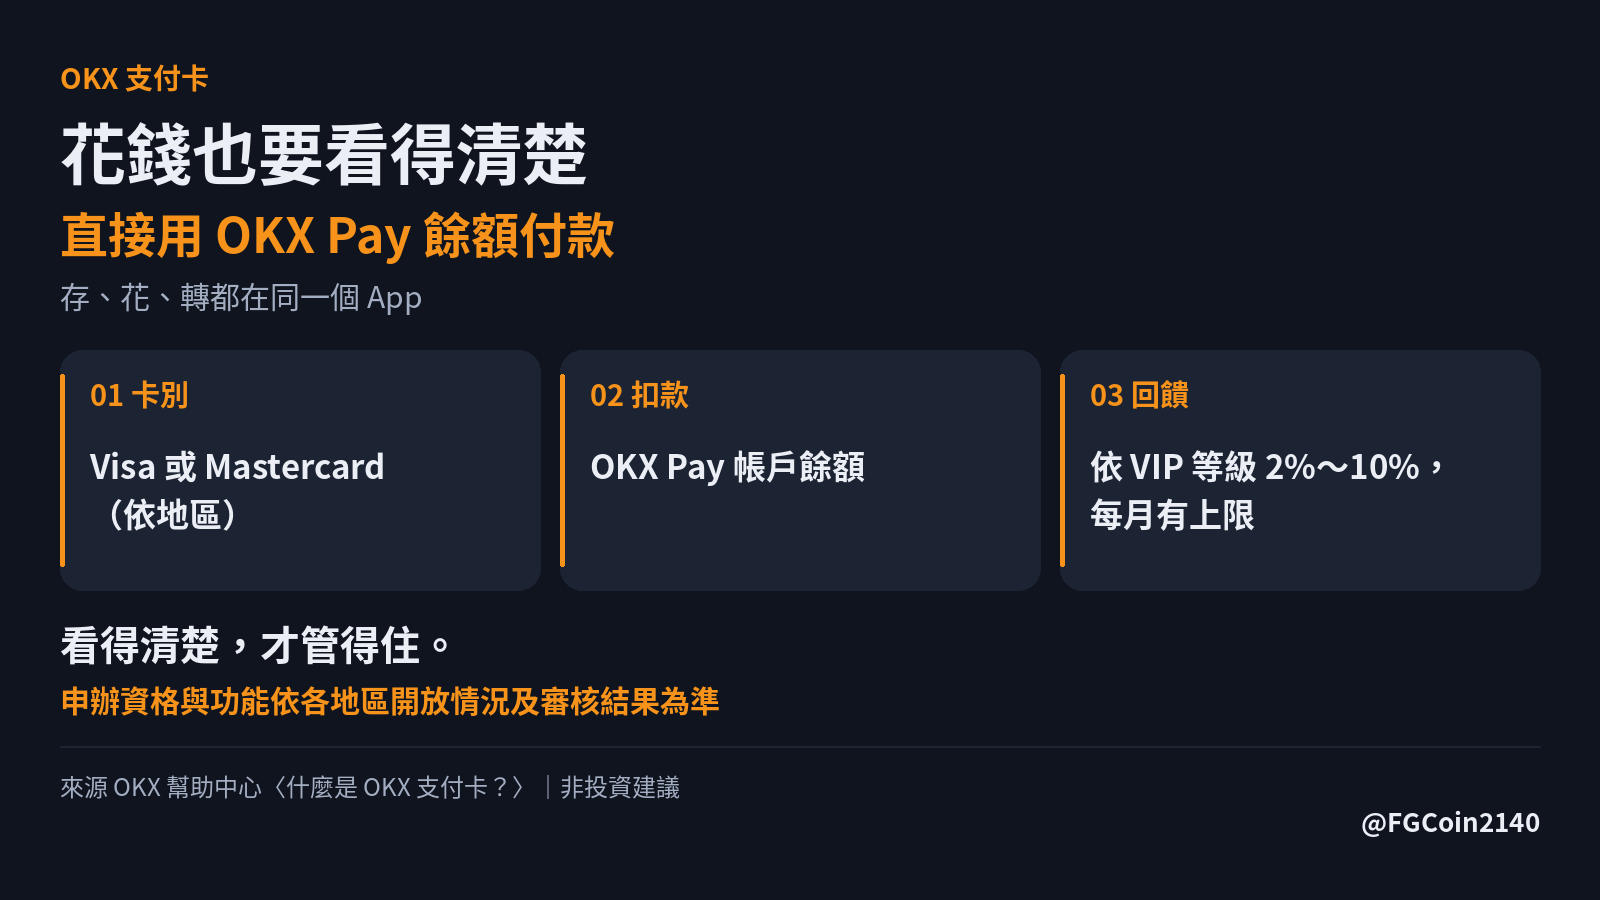 OKX 支付卡
花錢也要看得清楚
直接用 OKX Pay 餘額付款
存、花、轉都在同一個 App
01 卡別
Visa 或 Mastercard
（依地區）
02 扣款
OKX Pay 帳戶餘額
03 回饋
依 VIP 等級 2%～10%，
每月有上限
看得清楚，才管得住。
申辦資格與功能依各地區開放情況及審核結果為準
來源 OKX 幫助中心〈什麼是 OKX 支付卡？〉｜非投資建議
@FGCoin2140